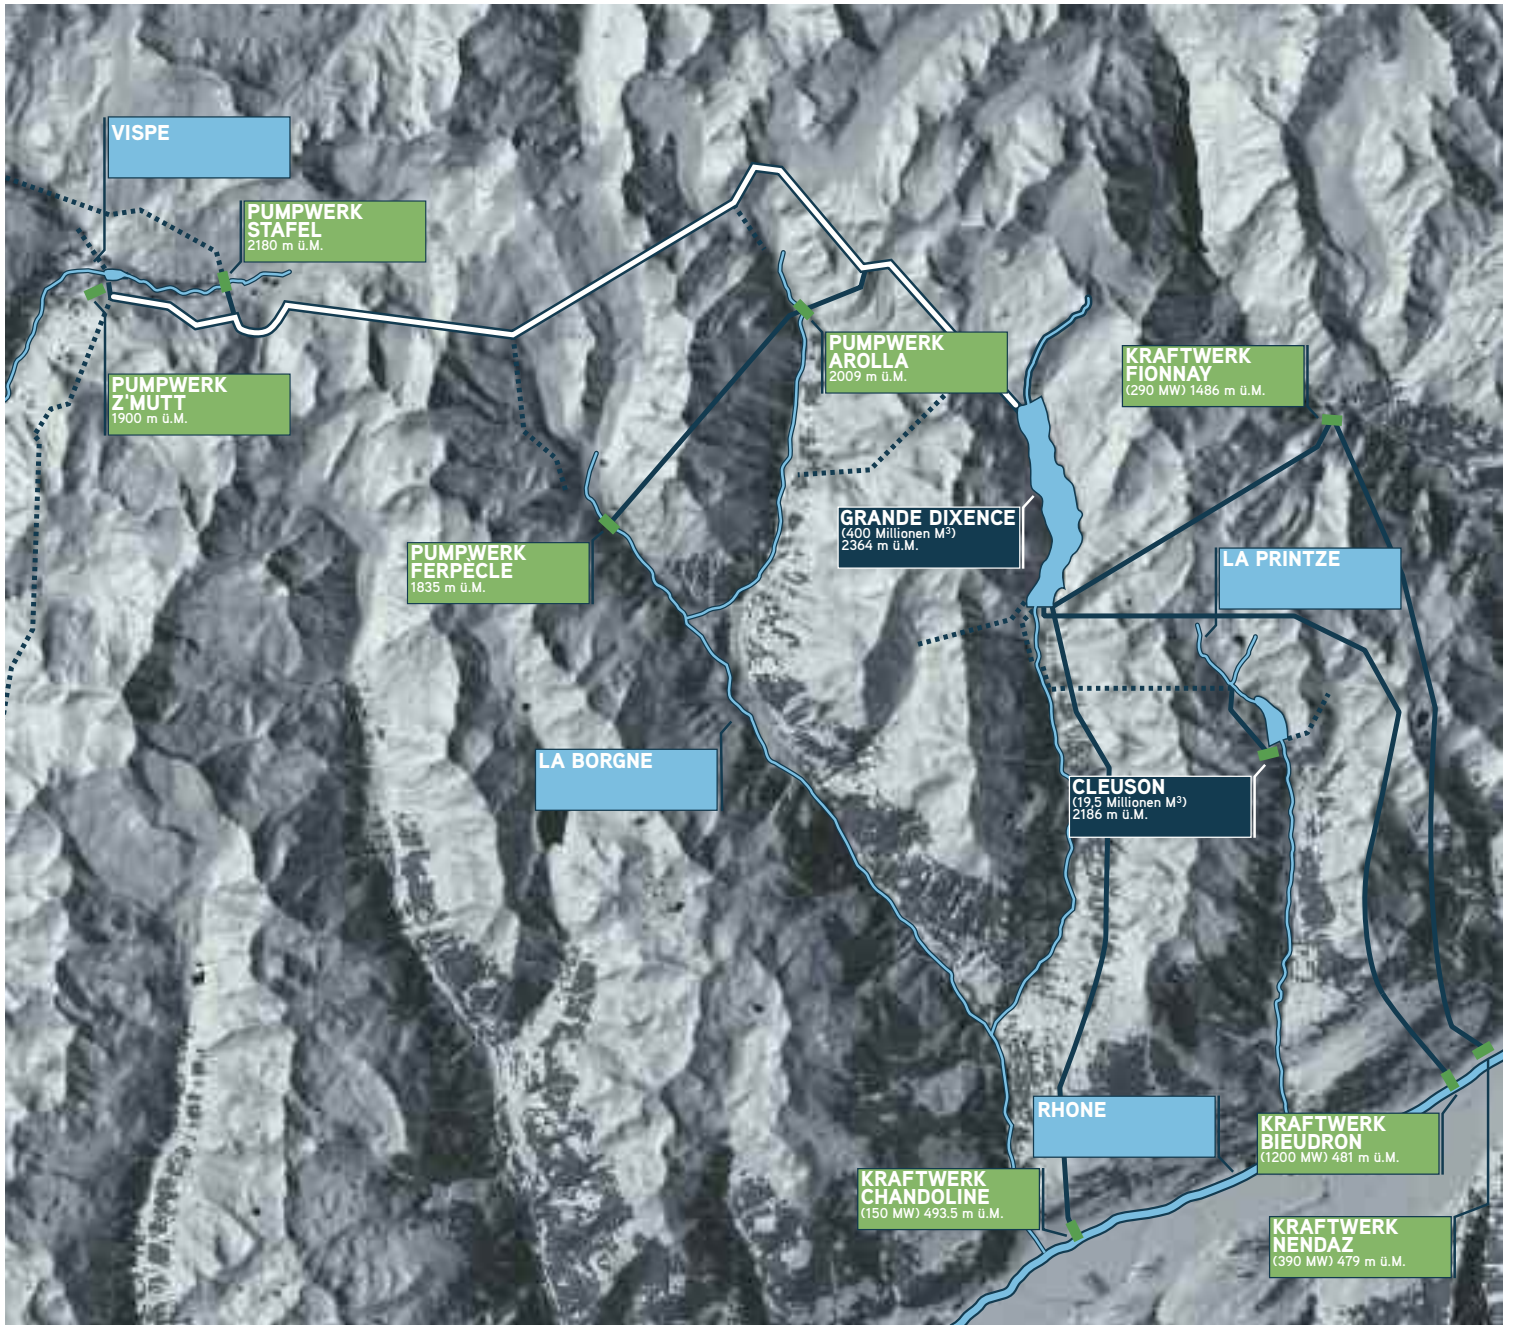 VISPE
PUMPWERK
STAFEL
2180 m ü.M.
PUMPWERK
Z'MUTT
1900 m ü.M.
PUMPWERK
AROLLA
2009 m ü.M.
KRAFTWERK
FIONNAY
(290 MW) 1486 m ü.M.
GRANDE DIXENCE
(400 Millionen M³)
2364 m ü.M.
PUMPWERK
FERPÈCLE
1835 m ü.M.
LA PRINTZE
LA BORGNE
CLEUSON
(19,5 Millionen M³)
2186 m ü.M.
RHONE
KRAFTWERK
BIEUDRON
(1200 MW) 481 m ü.M.
KRAFTWERK
CHANDOLINE
(150 MW) 493.5 m ü.M.
KRAFTWERK
NENDAZ
(390 MW) 479 m ü.M.